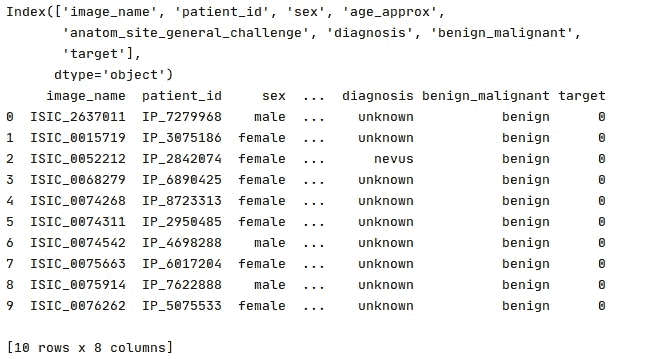 Index(['image_name', 'patient_id', 'sex', 'age_approx',
       'anatom_site_general_challenge', 'diagnosis', 'benign_malignant',
       'target'],
      dtype='object')
     image_name  patient_id     sex  ...  diagnosis benign_malignant target
0  ISIC_2637011  IP_7279968    male  ...    unknown           benign      0
1  ISIC_0015719  IP_3075186  female  ...    unknown           benign      0
2  ISIC_0052212  IP_2842074  female  ...      nevus           benign      0
3  ISIC_0068279  IP_6890425  female  ...    unknown           benign      0
4  ISIC_0074268  IP_8723313  female  ...    unknown           benign      0
5  ISIC_0074311  IP_2950485  female  ...    unknown           benign      0
6  ISIC_0074542  IP_4698288    male  ...    unknown           benign      0
7  ISIC_0075663  IP_6017204  female  ...    unknown           benign      0
8  ISIC_0075914  IP_7622888    male  ...    unknown           benign      0
9  ISIC_0076262  IP_5075533  female  ...    unknown           benign      0

[10 rows x 8 columns]